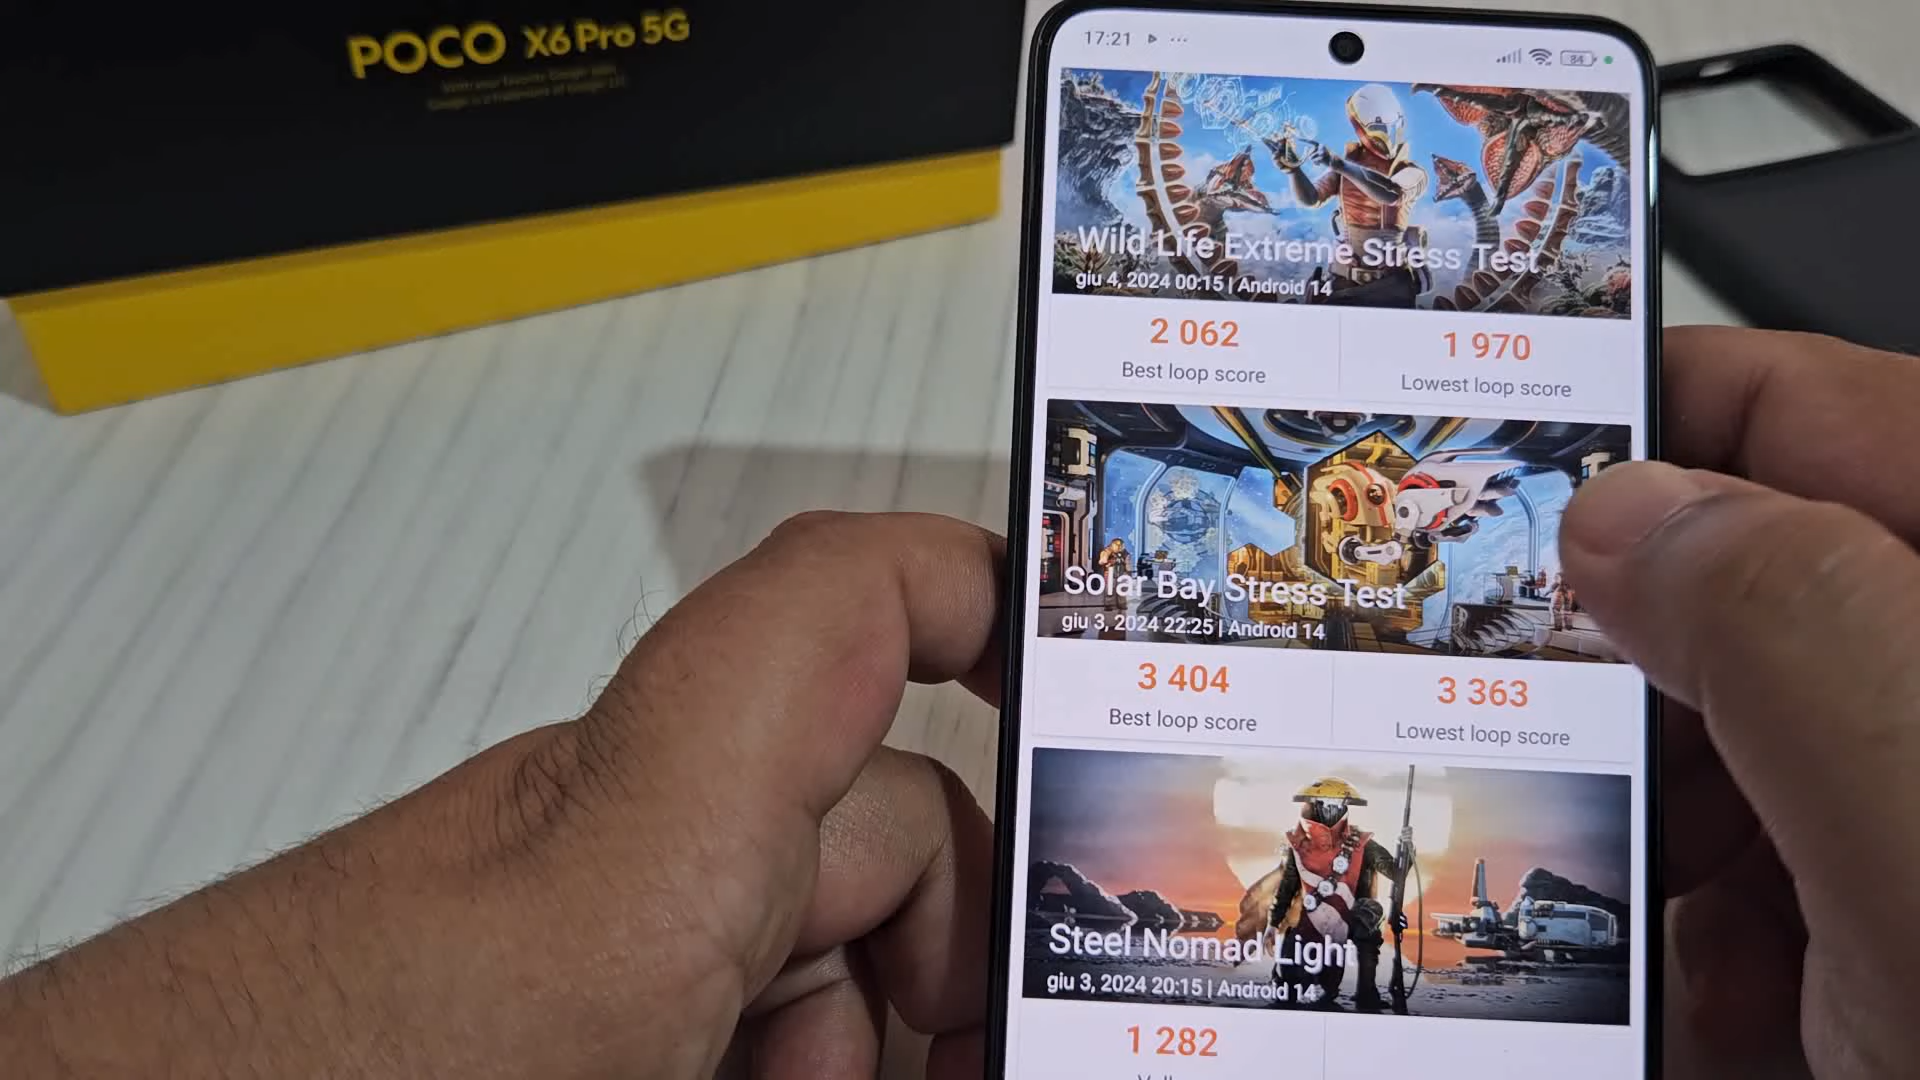 POCO X6 Pro 5G
17:21
84
Wild Life Extreme Stress Test
giu 4, 2024 00:15 | Android 14
2 062
Best loop score
1 970
Lowest loop score
Solar Bay Stress Test
giu 3, 2024 22:25 | Android 14
3 404
Best loop score
3 363
Lowest loop score
Steel Nomad Light
giu 3, 2024 20:15 | Android 14
1 282